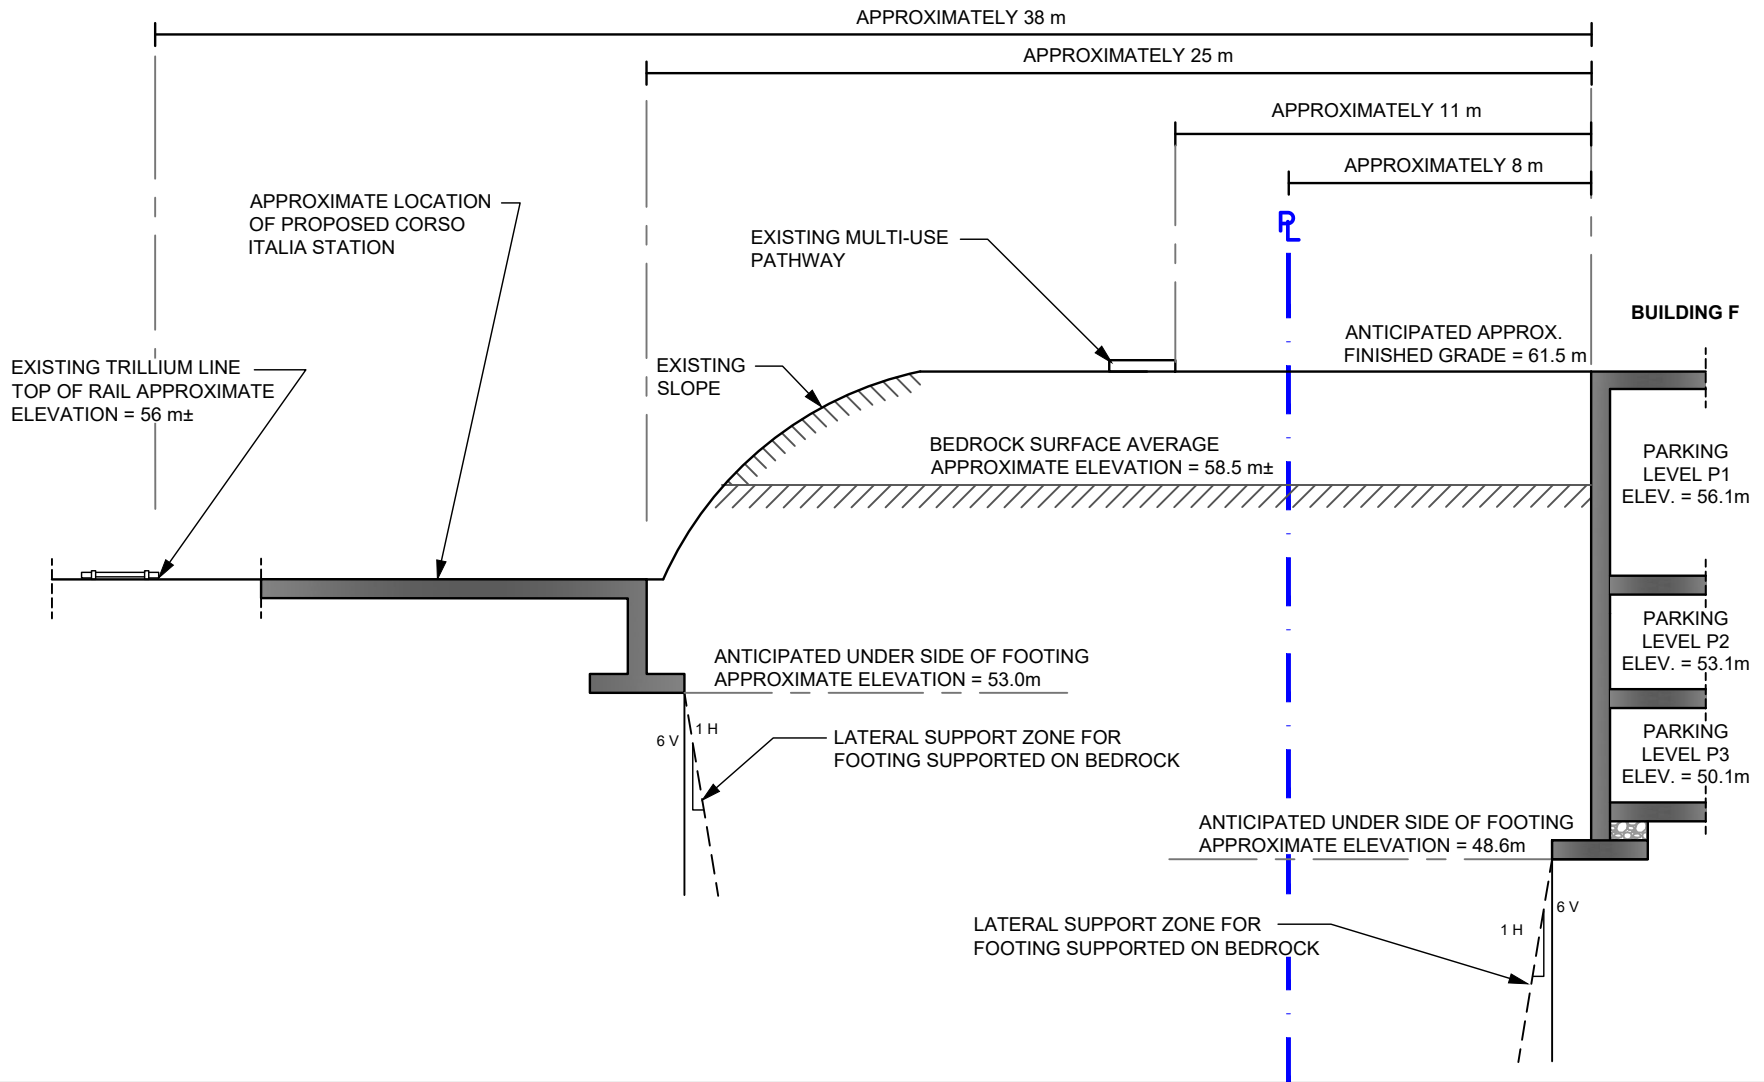 APPROXIMATELY 38 m
APPROXIMATELY 25 m
APPROXIMATELY 11 m
APPROXIMATELY 8 m
APPROXIMATE LOCATION
OF PROPOSED CORSO
ITALIA STATION
EXISTING MULTI-USE
PATHWAY
PL
BUILDING F
ANTICIPATED APPROX.
FINISHED GRADE = 61.5 m
EXISTING TRILLIUM LINE
TOP OF RAIL APPROXIMATE
ELEVATION = 56 m±
EXISTING
SLOPE
BEDROCK SURFACE AVERAGE
APPROXIMATE ELEVATION = 58.5 m±
PARKING
LEVEL P1
ELEV. = 56.1m
PARKING
LEVEL P2
ELEV. = 53.1m
ANTICIPATED UNDER SIDE OF FOOTING
APPROXIMATE ELEVATION = 53.0m
6 V
1 H
LATERAL SUPPORT ZONE FOR
FOOTING SUPPORTED ON BEDROCK
PARKING
LEVEL P3
ELEV. = 50.1m
ANTICIPATED UNDER SIDE OF FOOTING
APPROXIMATE ELEVATION = 48.6m
LATERAL SUPPORT ZONE FOR
FOOTING SUPPORTED ON BEDROCK
1 H
6 V